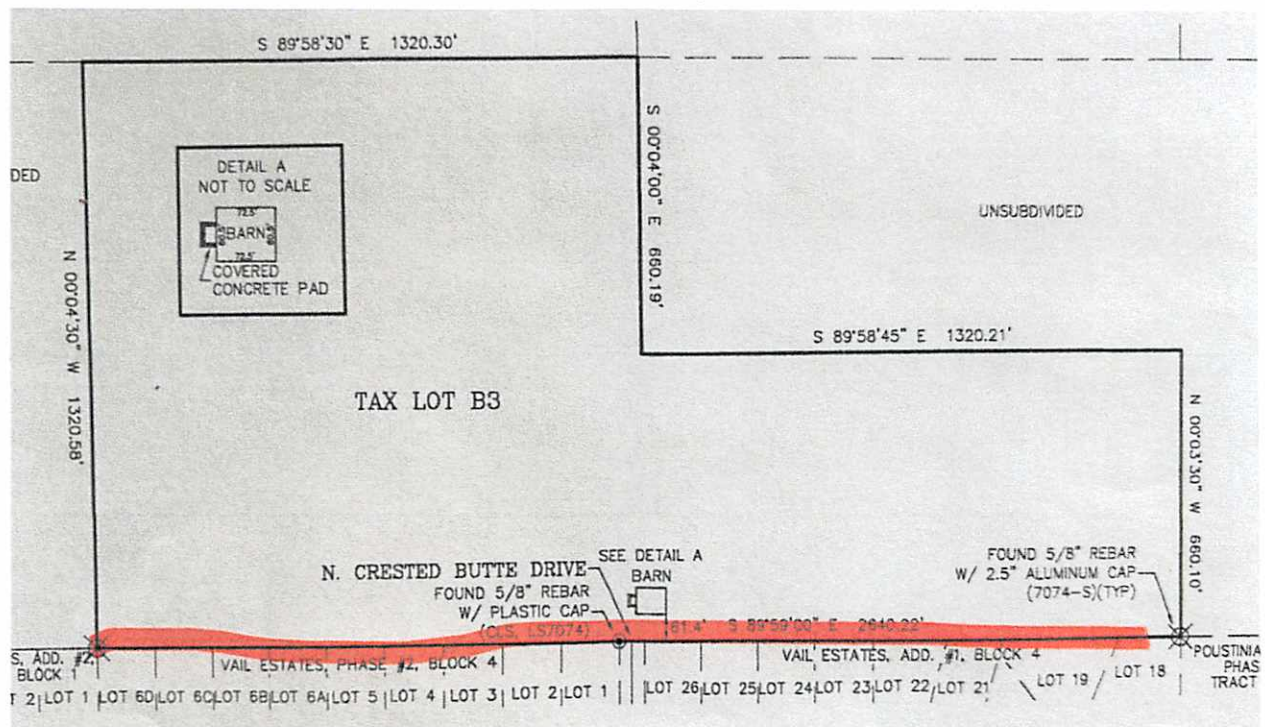 S 89°58'30" E 1320.30'
DED
DETAIL A
NOT TO SCALE
72.5'
BARN
72.5'
COVERED
CONCRETE PAD
S 00°04'00" E 660.19'
UNSUBDIVIDED
N 00°04'30" W 1320.58'
S 89°58'45" E 1320.21'
TAX LOT B3
N 00°03'30" W 660.10'
SEE DETAIL A
BARN
N. CRESTED BUTTE DRIVE
FOUND 5/8" REBAR
W/ PLASTIC CAP
(CLS, LS7074)
FOUND 5/8" REBAR
W/ 2.5" ALUMINUM CAP
(7074-S)(TYP)
61.4' S 89°59'00" E 2640.22'
S, ADD. #2,
BLOCK 1
VAIL ESTATES, PHASE #2, BLOCK 4
VAIL ESTATES, ADD. #1, BLOCK 4
POUSTINIA
PHAS
TRACT
T 2 LOT 1 LOT 6D LOT 6C LOT 6B LOT 6A LOT 5 LOT 4 LOT 3 LOT 2 LOT 1 LOT 26 LOT 25 LOT 24 LOT 23 LOT 22 LOT 21 LOT 19 LOT 18